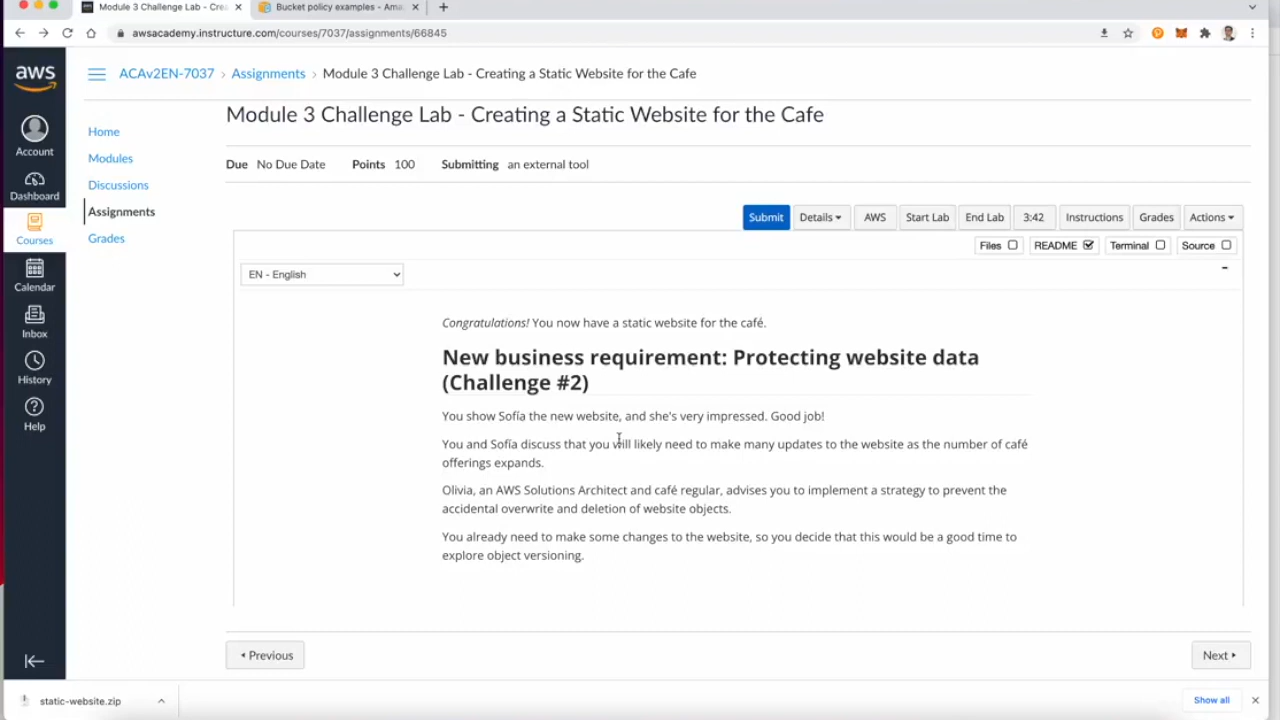 Module 3 Challenge Lab - Crea
Bucket policy examples - Ama
awsacademy.instructure.com/courses/7037/assignments/66845
aws
Account
Dashboard
Courses
Calendar
Inbox
History
Help
ACAv2EN-7037 › Assignments › Module 3 Challenge Lab - Creating a Static Website for the Cafe
Home
Modules
Discussions
Assignments
Grades
Module 3 Challenge Lab - Creating a Static Website for the Cafe
Due No Due Date Points 100 Submitting an external tool
Submit Details AWS Start Lab End Lab 3:42 Instructions Grades Actions
Files README Terminal Source
EN - English
Congratulations! You now have a static website for the café.
New business requirement: Protecting website data
(Challenge #2)
You show Sofía the new website, and she's very impressed. Good job!
You and Sofía discuss that you will likely need to make many updates to the website as the number of café
offerings expands.
Olivia, an AWS Solutions Architect and café regular, advises you to implement a strategy to prevent the
accidental overwrite and deletion of website objects.
You already need to make some changes to the website, so you decide that this would be a good time to
explore object versioning.
Previous
Next
static-website.zip
Show all